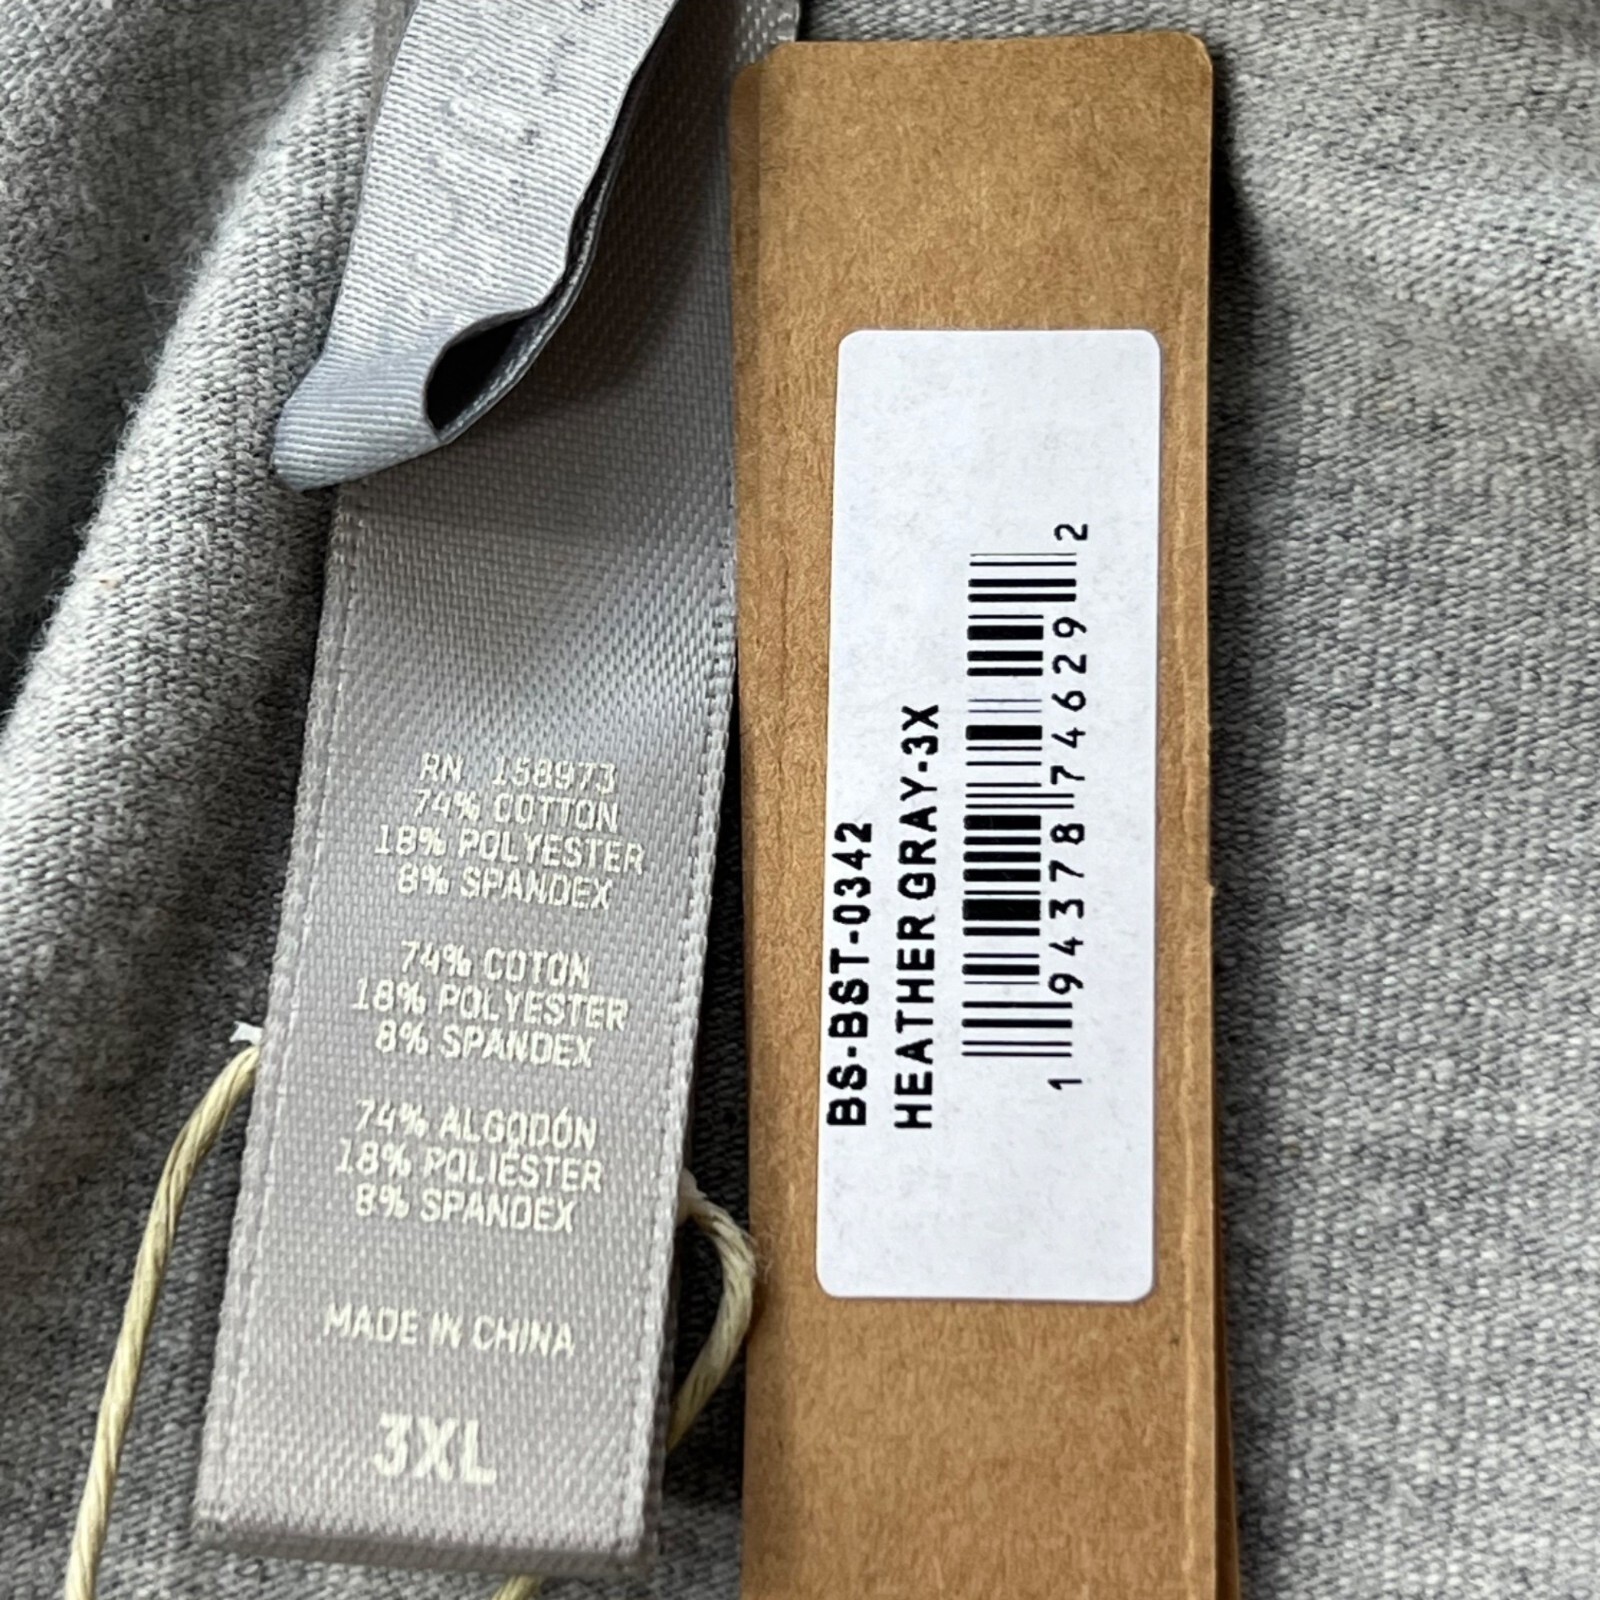 RN 158973
74% COTTON
18% POLYESTER
8% SPANDEX
74% COTON
18% POLYESTER
8% SPANDEX
74% ALGODÓN
18% POLIÉSTER
8% SPANDEX
MADE IN CHINA
3XL
BS-BST-0342
HEATHER GRAY-3X
1 94378 74629 2